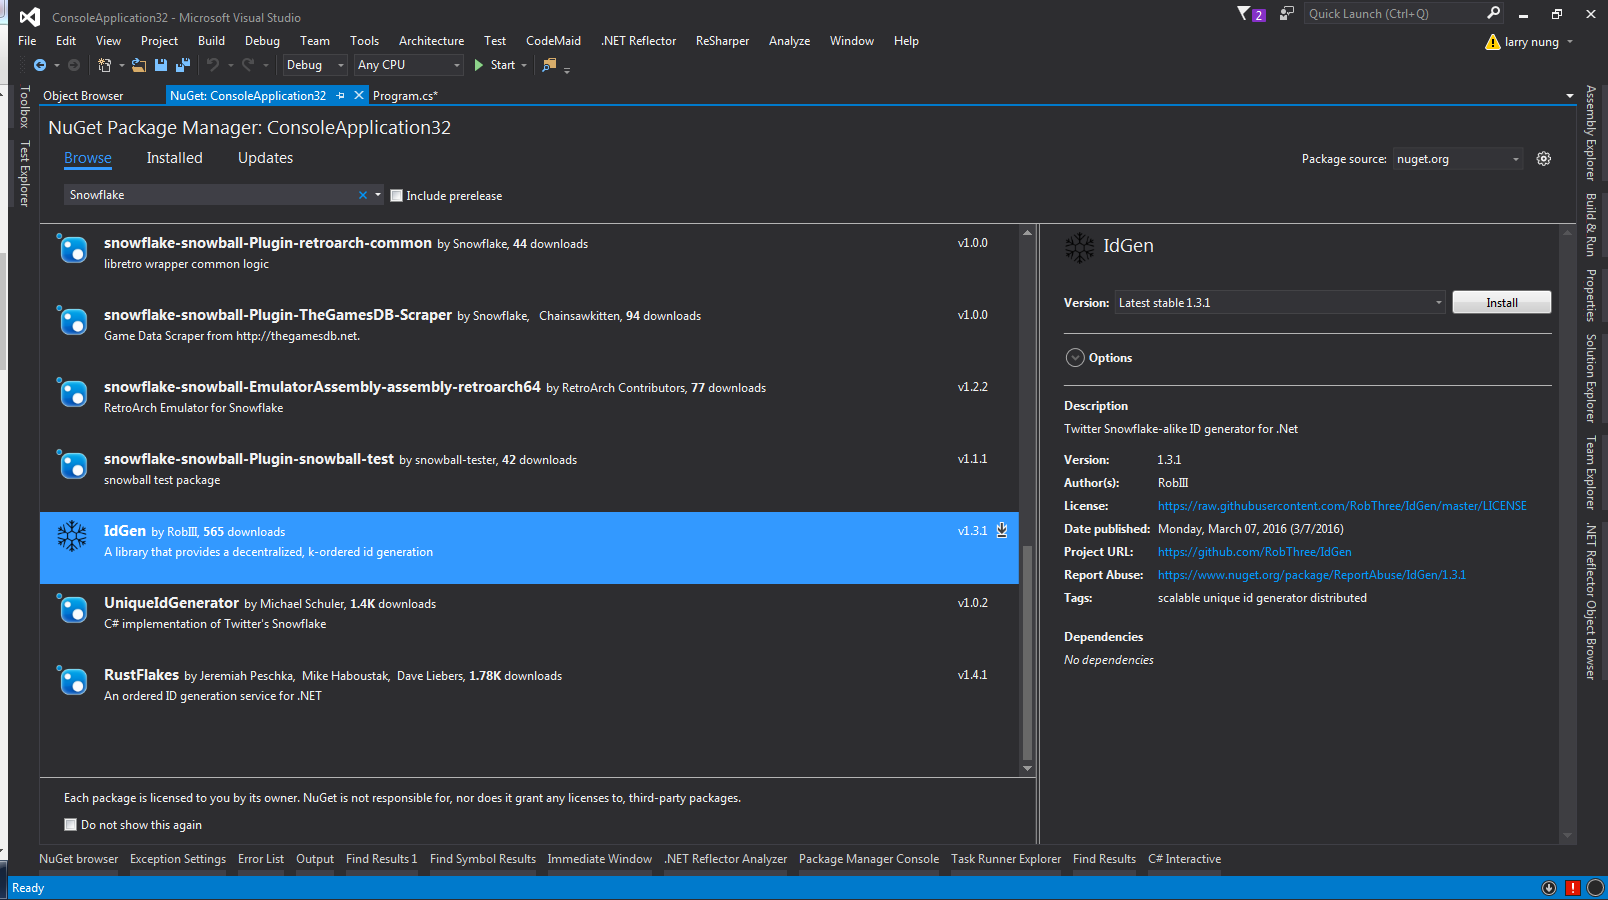 ConsoleApplication32 - Microsoft Visual Studio
2
Quick Launch (Ctrl+Q)
File Edit View Project Build Debug Team Tools Architecture Test CodeMaid .NET Reflector ReSharper Analyze Window Help
larry nung
Debug Any CPU Start
Toolbox
Test Explorer
Object Browser NuGet: ConsoleApplication32 Program.cs*
NuGet Package Manager: ConsoleApplication32
Browse Installed Updates
Package source: nuget.org
Snowflake
Include prerelease
snowflake-snowball-Plugin-retroarch-common by Snowflake, 44 downloads v1.0.0
libretro wrapper common logic
snowflake-snowball-Plugin-TheGamesDB-Scraper by Snowflake, Chainsawkitten, 94 downloads v1.0.0
Game Data Scraper from http://thegamesdb.net.
snowflake-snowball-EmulatorAssembly-assembly-retroarch64 by RetroArch Contributors, 77 downloads v1.2.2
RetroArch Emulator for Snowflake
snowflake-snowball-Plugin-snowball-test by snowball-tester, 42 downloads v1.1.1
snowball test package
IdGen by RobIII, 565 downloads v1.3.1
A library that provides a decentralized, k-ordered id generation
UniqueIdGenerator by Michael Schuler, 1.4K downloads v1.0.2
C# implementation of Twitter's Snowflake
RustFlakes by Jeremiah Peschka, Mike Haboustak, Dave Liebers, 1.78K downloads v1.4.1
An ordered ID generation service for .NET
Each package is licensed to you by its owner. NuGet is not responsible for, nor does it grant any licenses to, third-party packages.
Do not show this again
IdGen
Version: Latest stable 1.3.1 Install
Options
Description
Twitter Snowflake-alike ID generator for .Net
Version: 1.3.1
Author(s): RobIII
License: https://raw.githubusercontent.com/RobThree/IdGen/master/LICENSE
Date published: Monday, March 07, 2016 (3/7/2016)
Project URL: https://github.com/RobThree/IdGen
Report Abuse: https://www.nuget.org/package/ReportAbuse/IdGen/1.3.1
Tags: scalable unique id generator distributed
Dependencies
No dependencies
Assembly Explorer
Build & Run
Properties
Solution Explorer
Team Explorer
.NET Reflector Object Browser
NuGet browser Exception Settings Error List Output Find Results 1 Find Symbol Results Immediate Window .NET Reflector Analyzer Package Manager Console Task Runner Explorer Find Results C# Interactive
Ready